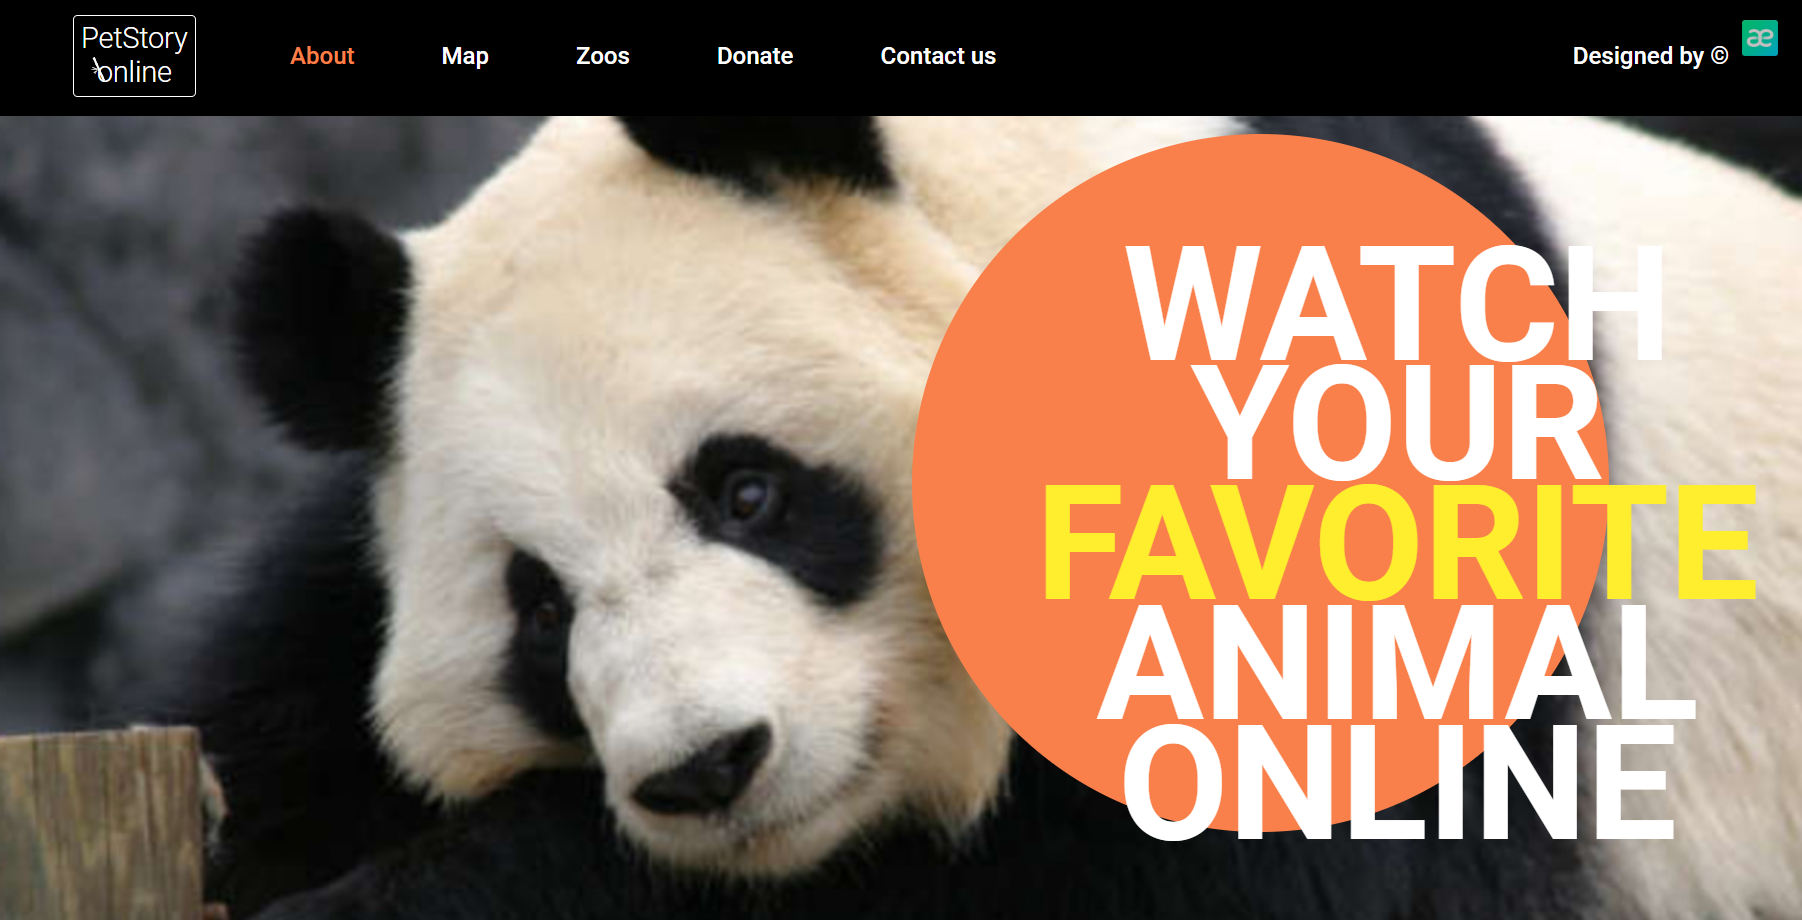 PetStory
online
About
Map
Zoos
Donate
Contact us
Designed by ©
æ
WATCH
YOUR
FAVORITE
ANIMAL
ONLINE